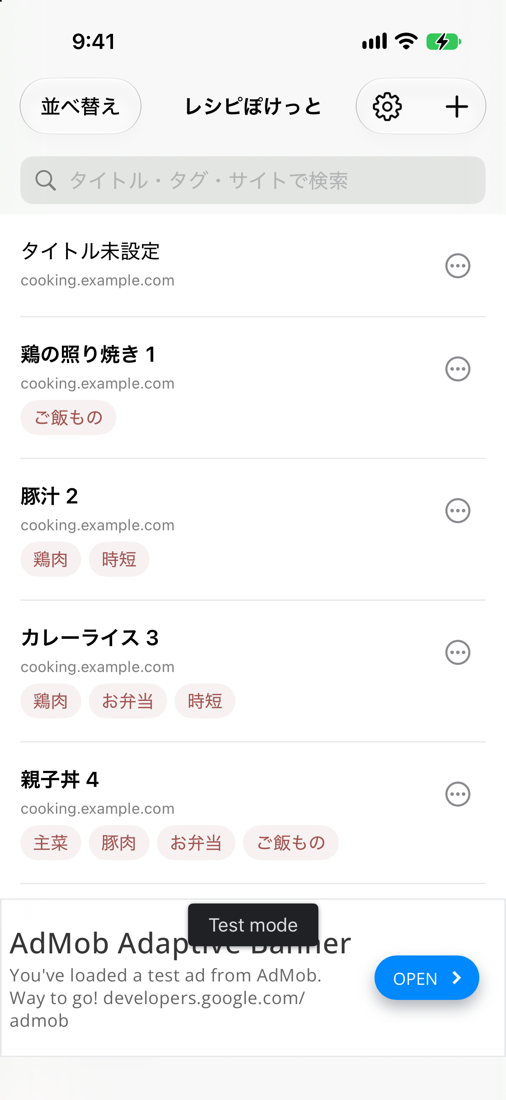 9:41
並べ替え レシピぽけっと
タイトル・タグ・サイトで検索
タイトル未設定
cooking.example.com
鶏の照り焼き 1
cooking.example.com
ご飯もの
豚汁 2
cooking.example.com
鶏肉 時短
カレーライス 3
cooking.example.com
鶏肉 お弁当 時短
親子丼 4
cooking.example.com
主菜 豚肉 お弁当 ご飯もの
Test mode
AdMob Adaptive Banner
You've loaded a test ad from AdMob.
Way to go! developers.google.com/
admob
OPEN